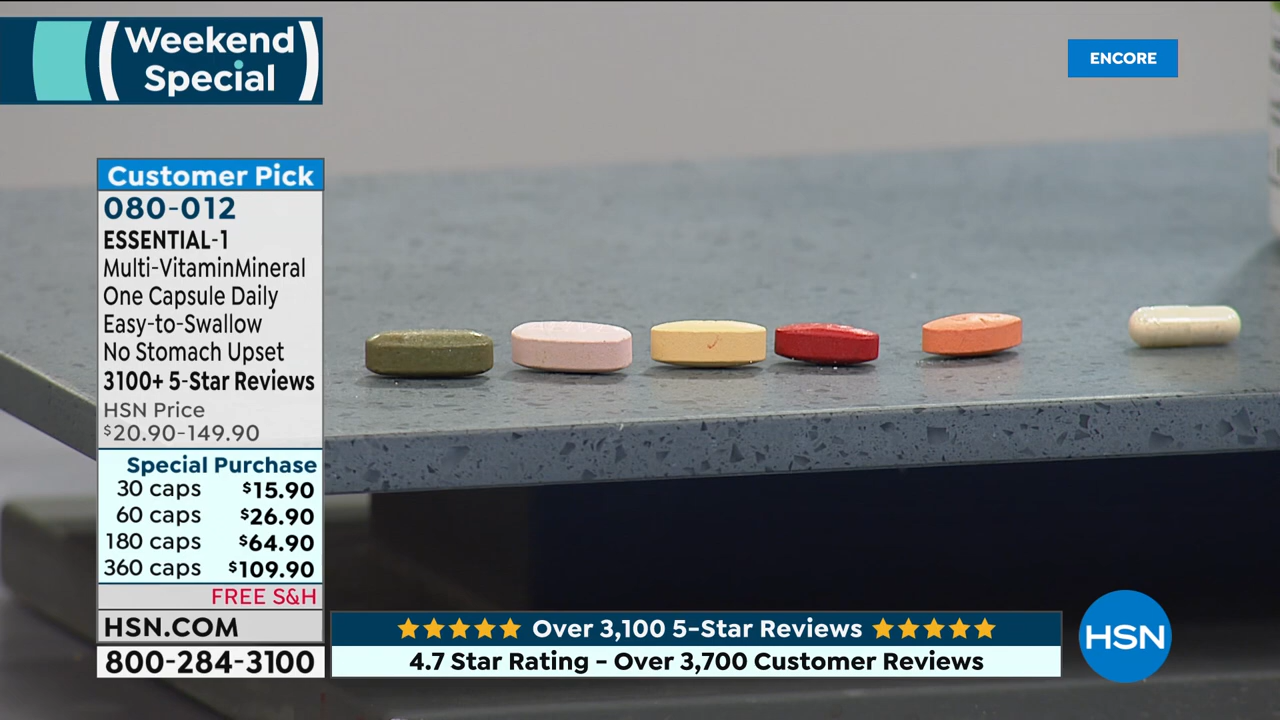 (Weekend
Special)
ENCORE
Customer Pick
080-012
ESSENTIAL-1
Multi-VitaminMineral
One Capsule Daily
Easy-to-Swallow
No Stomach Upset
3100+ 5-Star Reviews
HSN Price
$20.90-149.90
Special Purchase
30 caps $15.90
60 caps $26.90
180 caps $64.90
360 caps $109.90
FREE S&H
HSN.COM
800-284-3100
★★★★★ Over 3,100 5-Star Reviews ★★★★★
4.7 Star Rating - Over 3,700 Customer Reviews
HSN